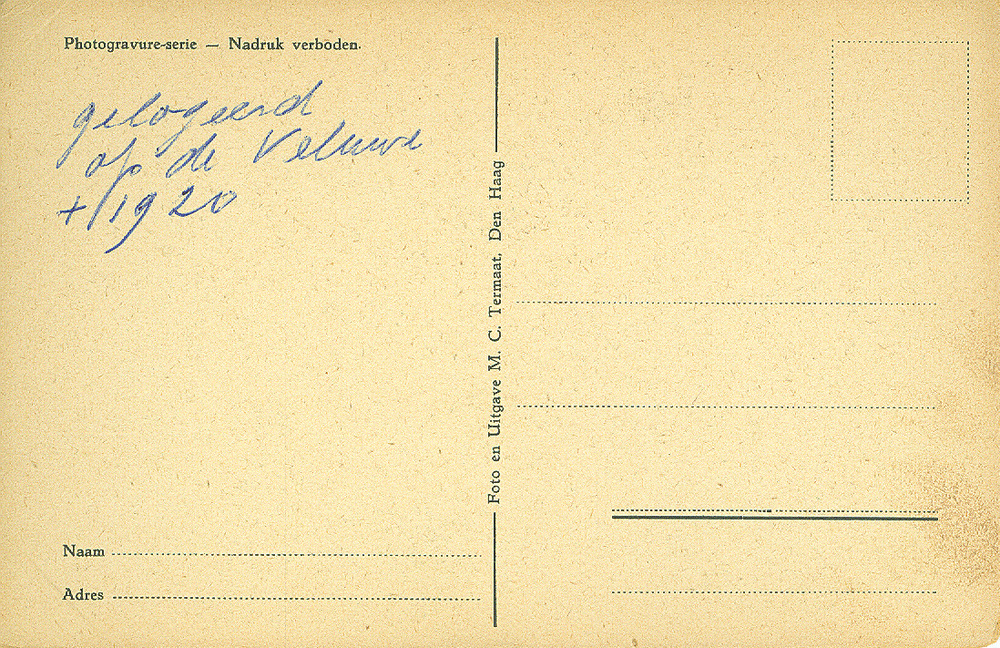 Photogravure-serie — Nadruk verboden.
gelogeerd
op de Veluwe
+/ 1920
Foto en Uitgave M. C. Termaat, Den Haag
Naam
Adres